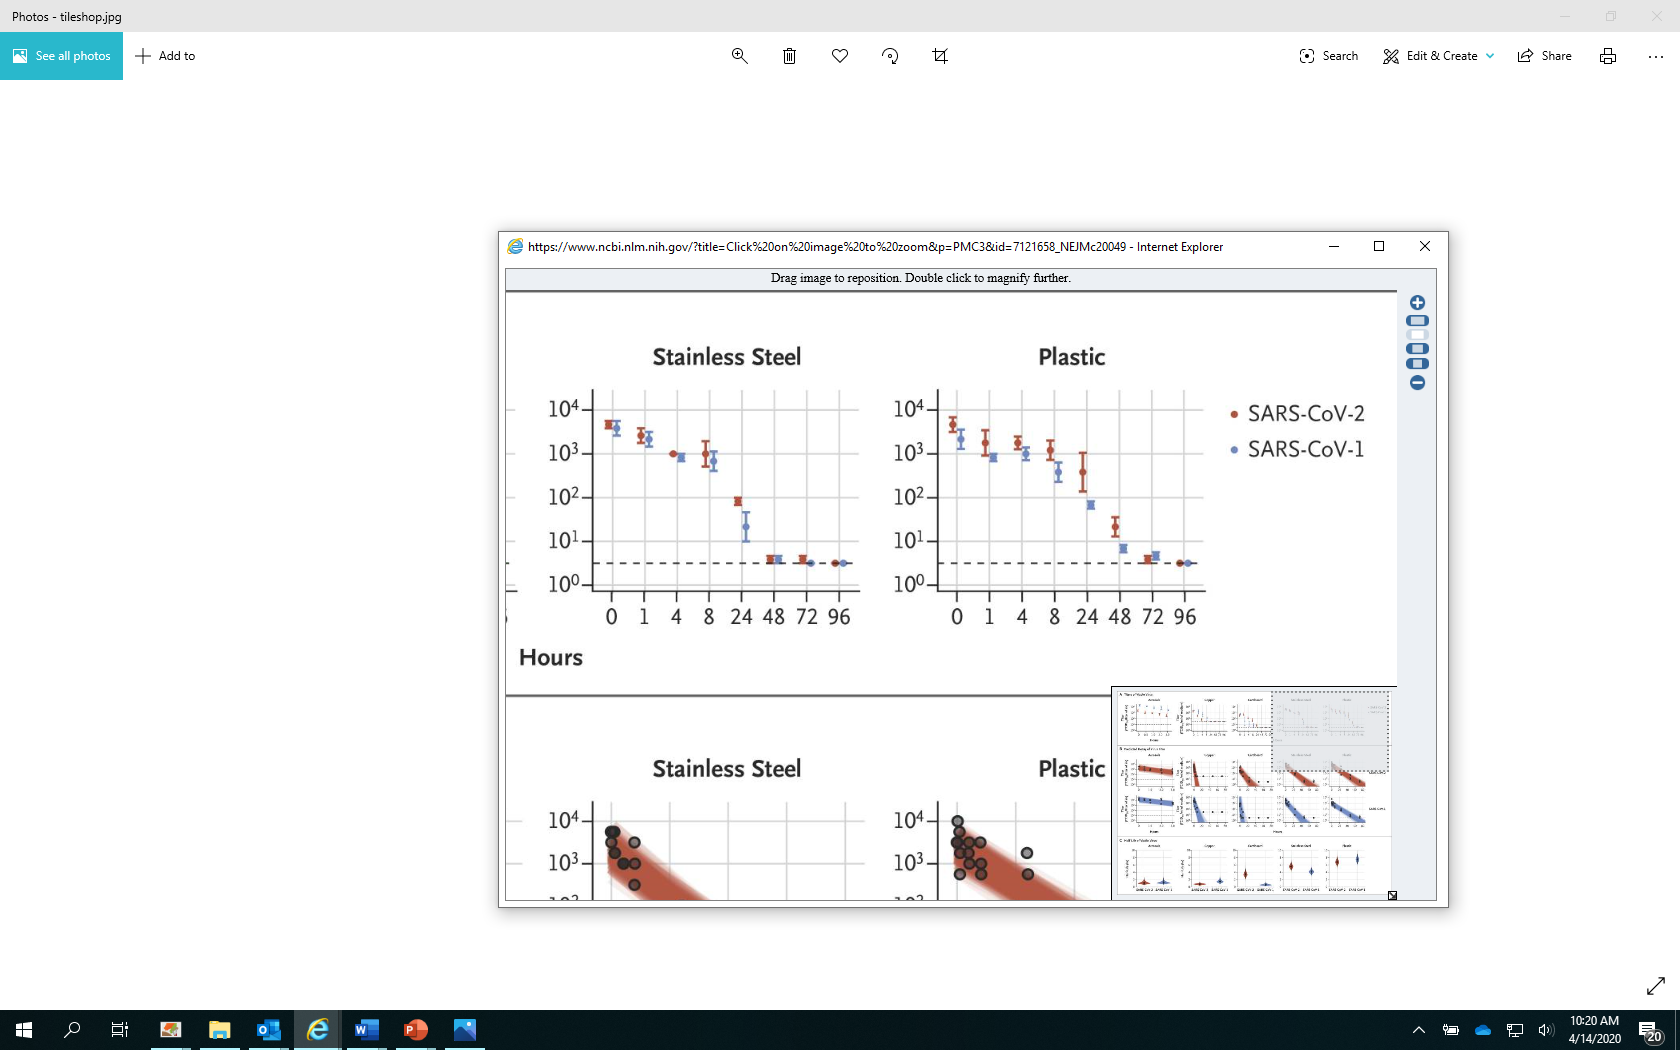 Photos - tileshop.jpg
See all photos
Add to
Search
Edit & Create
Share
https://www.ncbi.nlm.nih.gov/?title=Click%20on%20image%20to%20zoom&p=PMC3&id=7121658_NEJMc20049 - Internet Explorer
Drag image to reposition. Double click to magnify further.
Stainless Steel
Plastic
10⁴
10³
10²
10¹
10⁰
0 1 4 8 24 48 72 96
10⁴
10³
10²
10¹
10⁰
0 1 4 8 24 48 72 96
SARS-CoV-2
SARS-CoV-1
Hours
Stainless Steel
Plastic
10⁴
10³
10⁴
10³
10:20 AM
4/14/2020
20